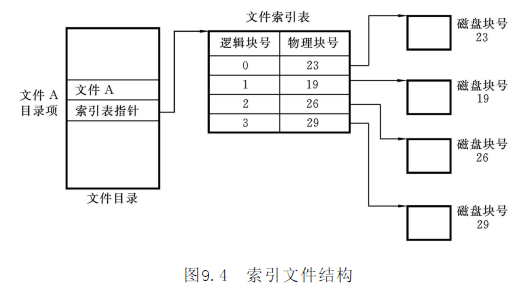 文件 A
目录项
文件 A
索引表指针
文件目录
文件索引表
逻辑块号 物理块号
0 23
1 19
2 26
3 29
磁盘块号
23
磁盘块号
19
磁盘块号
26
磁盘块号
29
图9.4 索引文件结构